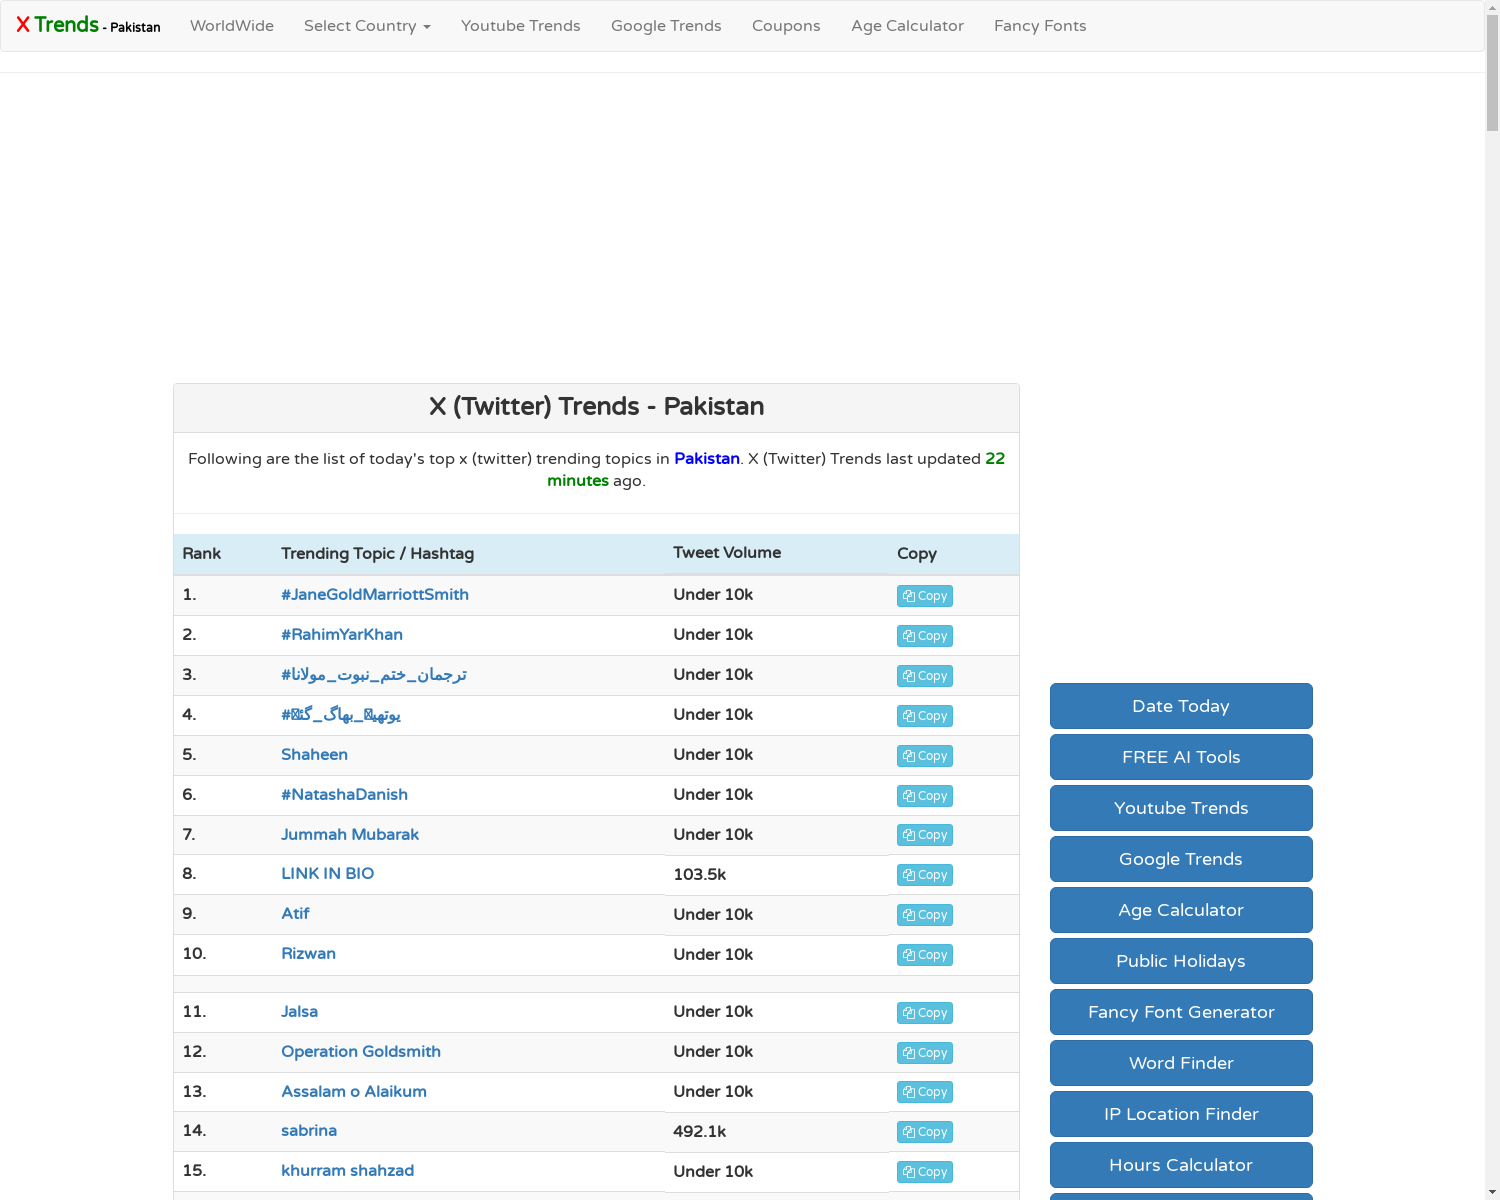 X Trends - Pakistan WorldWide Select Country Youtube Trends Google Trends Coupons Age Calculator Fancy Fonts
X (Twitter) Trends - Pakistan
Following are the list of today's top x (twitter) trending topics in Pakistan. X (Twitter) Trends last updated 22
minutes ago.
Rank Trending Topic / Hashtag Tweet Volume Copy
1. #JaneGoldMarriottSmith Under 10k Copy
2. #RahimYarKhan Under 10k Copy
3. #ترجمان_ختم_نبوت_مولانا Under 10k Copy
4. Under 10k Copy
5. Shaheen Under 10k Copy
6. #NatashaDanish Under 10k Copy
7. Jummah Mubarak Under 10k Copy
8. LINK IN BIO 103.5k Copy
9. Atif Under 10k Copy
10. Rizwan Under 10k Copy
11. Jalsa Under 10k Copy
12. Operation Goldsmith Under 10k Copy
13. Assalam o Alaikum Under 10k Copy
14. sabrina 492.1k Copy
15. khurram shahzad Under 10k Copy
Date Today
FREE AI Tools
Youtube Trends
Google Trends
Age Calculator
Public Holidays
Fancy Font Generator
Word Finder
IP Location Finder
Hours Calculator